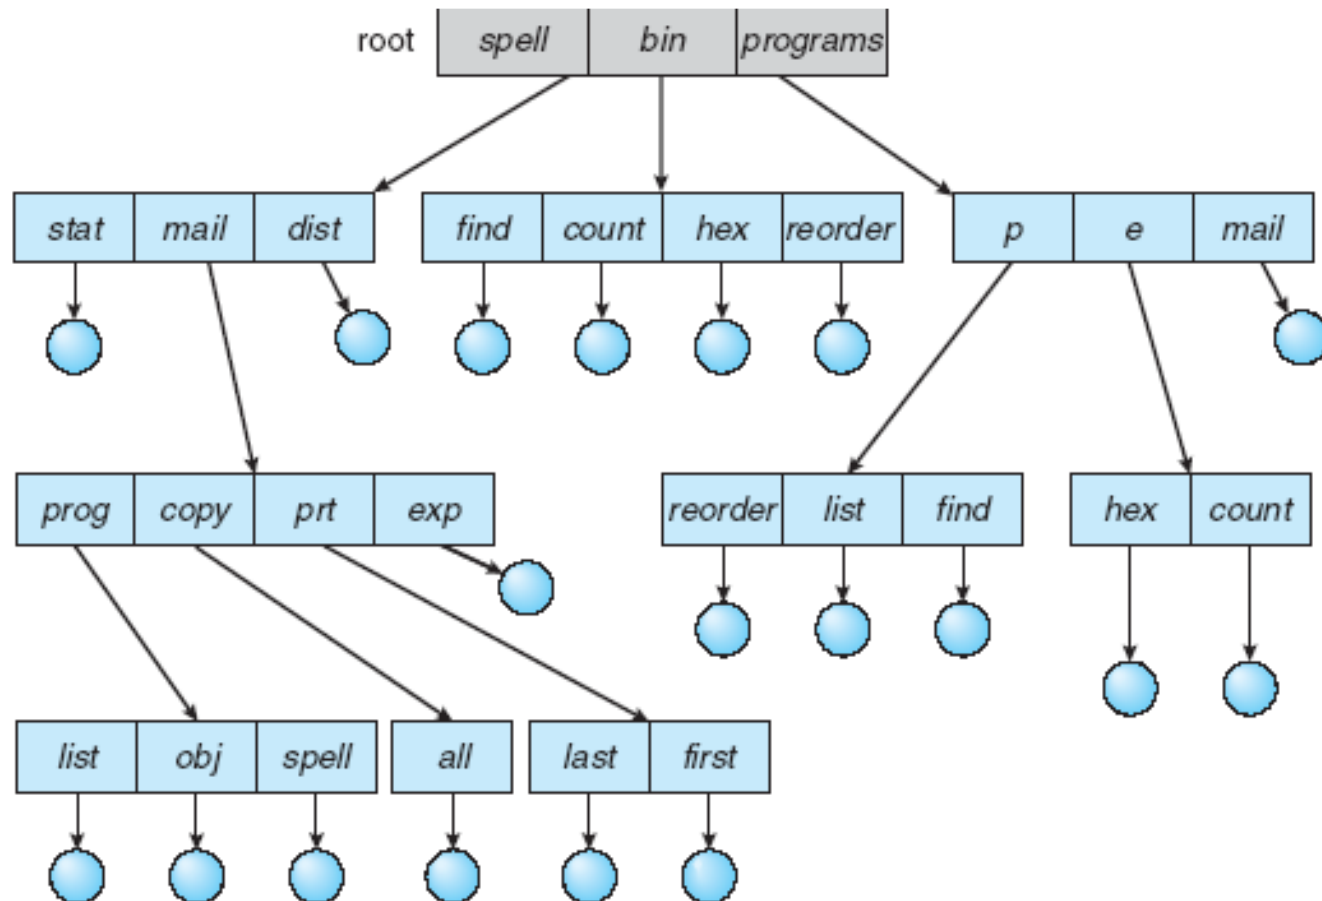 root spell bin programs
stat mail dist find count hex reorder p e mail
prog copy prt exp reorder list find hex count
list obj spell all last first